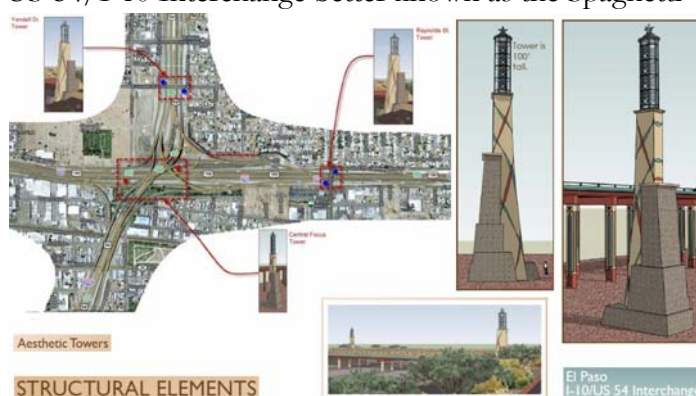 US 54/I-10 Interchange better known as the Spaghetti
Yandell Dr.
Tower
Reynolds St.
Tower
Tower is
100'
tall.
Central Focus
Tower
Aesthetic Towers
STRUCTURAL ELEMENTS
El Paso
I-10/US 54 Interchange